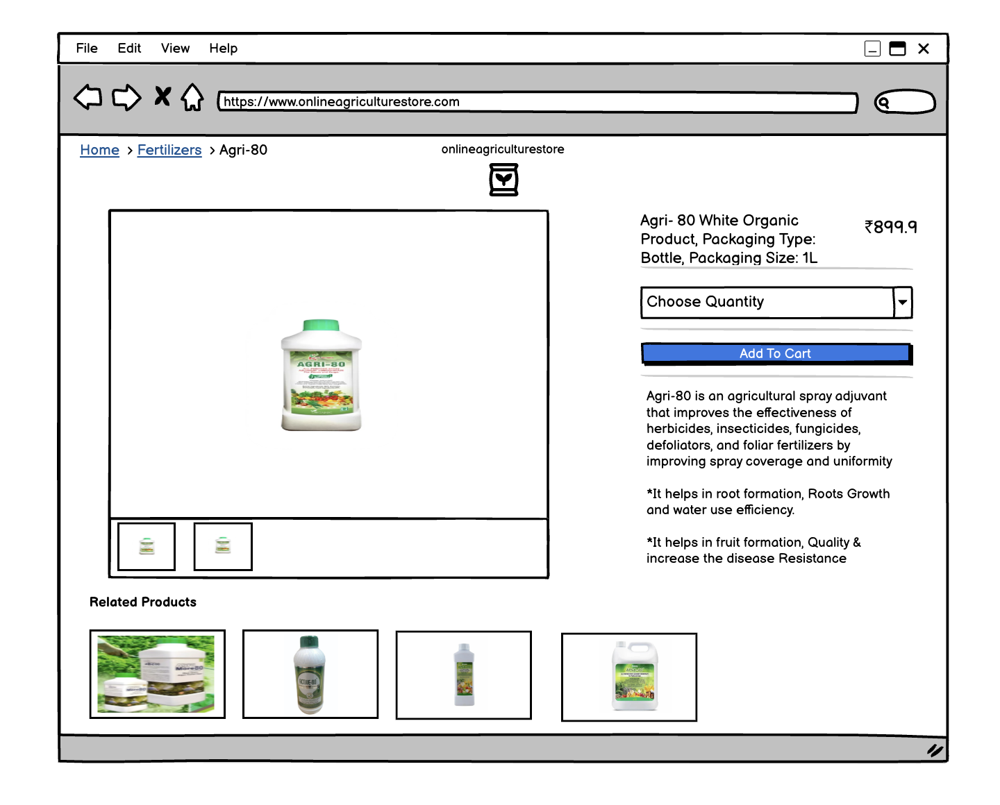 File Edit View Help
https://www.onlineagriculturestore.com
Home > Fertilizers > Agri-80
onlineagriculturestore
Agri- 80 White Organic
Product, Packaging Type:
Bottle, Packaging Size: 1L
₹899.9
Choose Quantity
Add To Cart
AGRI-80
Agri-80 is an agricultural spray adjuvant
that improves the effectiveness of
herbicides, insecticides, fungicides,
defoliators, and foliar fertilizers by
improving spray coverage and uniformity
*It helps in root formation, Roots Growth
and water use efficiency.
*It helps in fruit formation, Quality &
increase the disease Resistance
Related Products